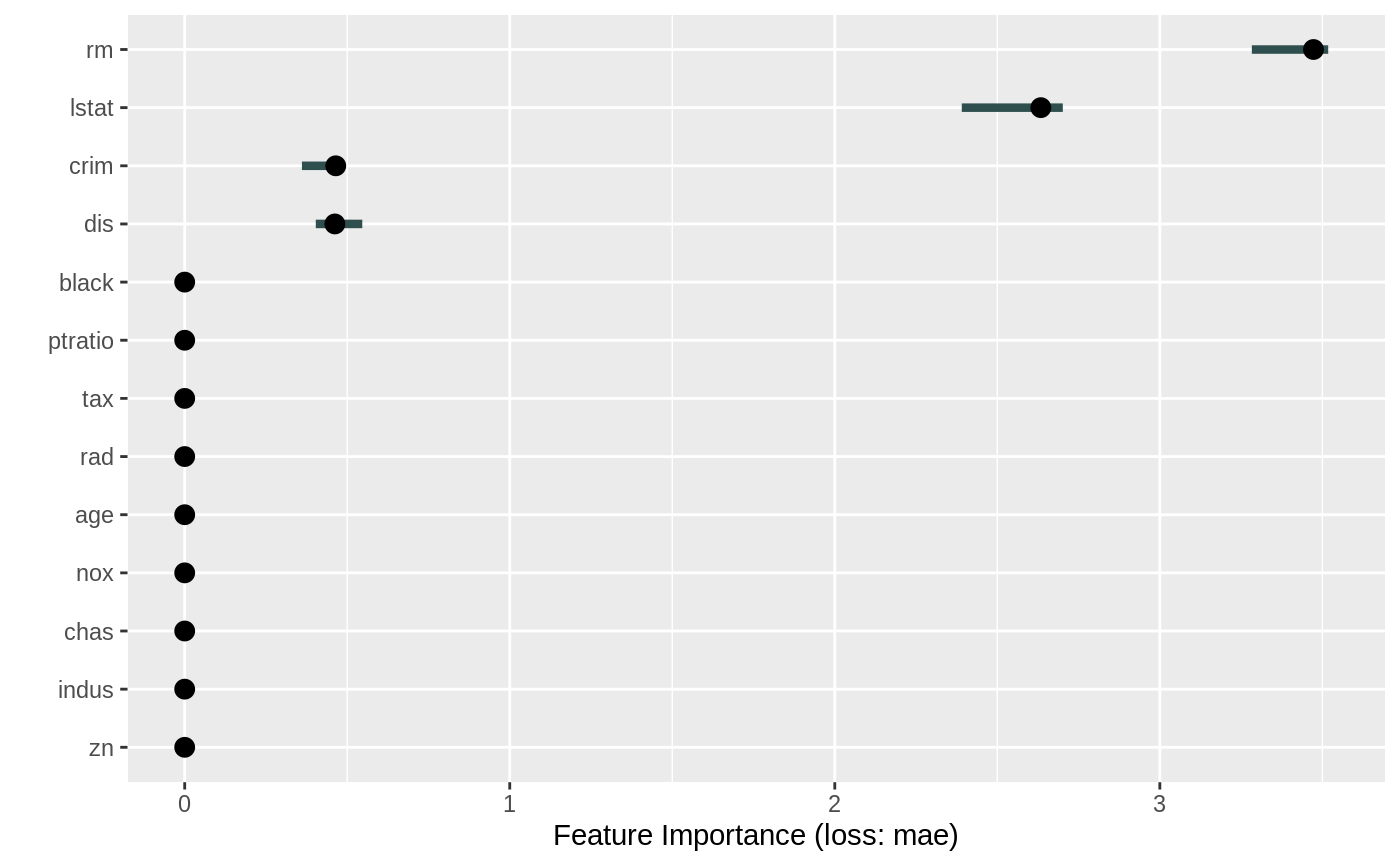 rm
lstat
crim
dis
black
ptratio
tax
rad
age
nox
chas
indus
zn
0 1 2 3
Feature Importance (loss: mae)